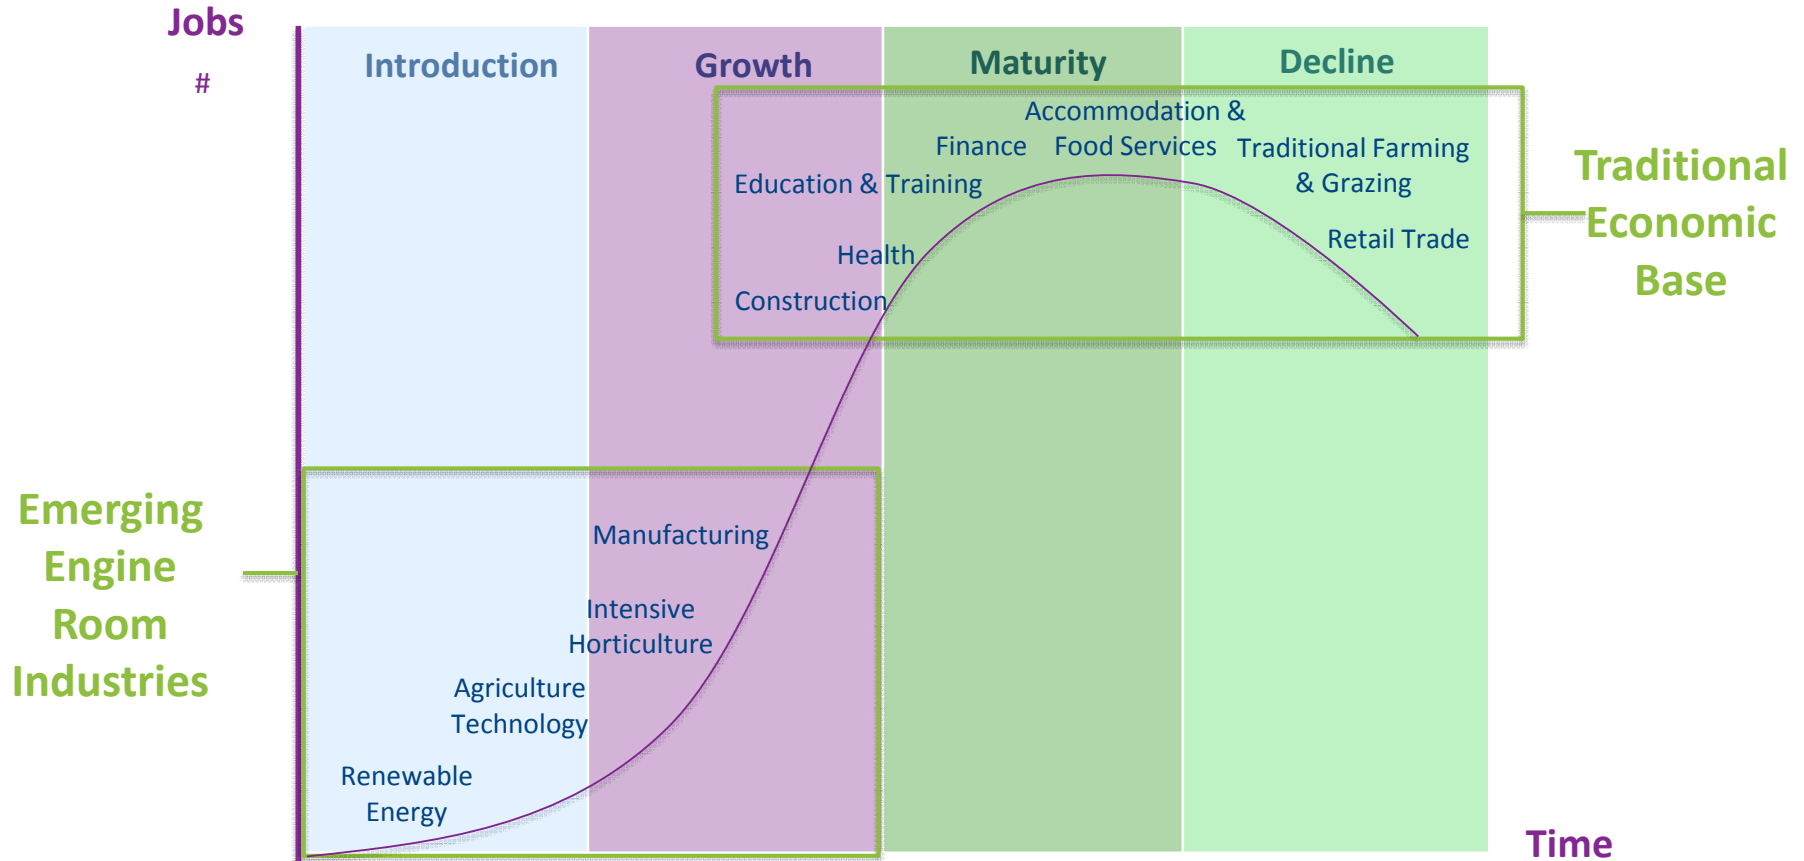 Jobs
#
Introduction
Growth
Maturity
Decline
Accommodation &
Food Services
Finance
Traditional Farming
& Grazing
Education & Training
Retail Trade
Health
Construction
Traditional
Economic
Base
Emerging
Engine
Room
Industries
Manufacturing
Intensive
Horticulture
Agriculture
Technology
Renewable
Energy
Time